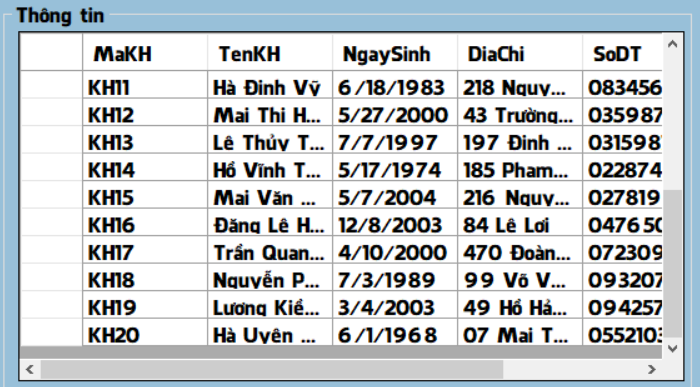 Thông tin
MaKH TenKH NgaySinh DiaChi SoDT
KH11 Hà Đinh Vỹ 6/18/1983 218 Nguy... 083456
KH12 Mai Thi H... 5/27/2000 43 Trường... 035987
KH13 Lê Thủy T... 7/7/1997 197 Đinh ... 031598
KH14 Hồ Vĩnh T... 5/17/1974 185 Pham... 022874
KH15 Mai Văn ... 5/7/2004 216 Nguy... 027819
KH16 Đăng Lê H... 12/8/2003 84 Lê Lơi 047650
KH17 Trần Quan... 4/10/2000 470 Đoàn... 072309
KH18 Nguyễn P... 7/3/1989 99 Võ V... 093207
KH19 Lương Kiề... 3/4/2003 49 Hồ Hả... 094257
KH20 Hà Uyên ... 6/1/1968 07 Mai T... 0552103